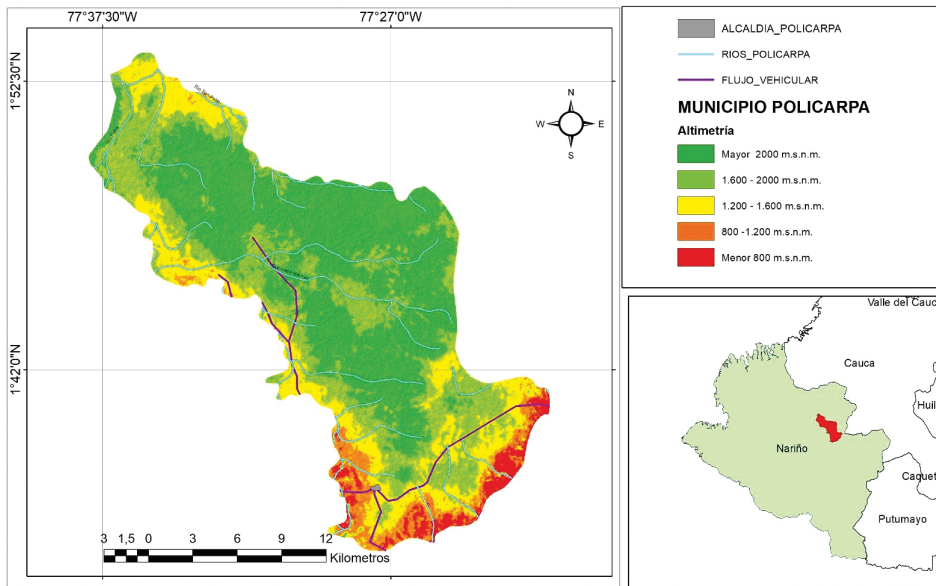 77°37'30"W
77°27'0"W
1°52'30"N
1°42'0"N
N
W
E
S
3 1,5 0 3 6 9 12
Kilometros
ALCALDIA_POLICARPA
RIOS_POLICARPA
FLUJO_VEHICULAR
MUNICIPIO POLICARPA
Altimetría
Mayor 2000 m.s.n.m.
1.600 - 2000 m.s.n.m.
1.200 - 1.600 m.s.n.m.
800 -1.200 m.s.n.m.
Menor 800 m.s.n.m.
Valle del Cauc
Cauca
Huil
Nariño
Caquet
Putumayo